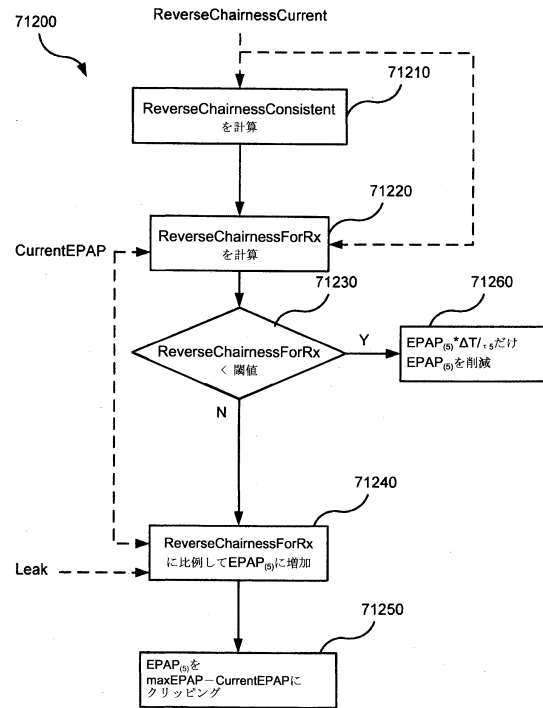 ReverseChairnessCurrent
71200
71210
ReverseChairnessConsistent
を計算
71220
ReverseChairnessForRx
を計算
CurrentEPAP
71230
ReverseChairnessForRx
< 閾値
Y
N
71260
EPAP(5)*ΔT/τ5だけ
EPAP(5)を削減
71240
ReverseChairnessForRx
に比例してEPAP(5)に増加
Leak
71250
EPAP(5)を
maxEPAP－CurrentEPAPに
クリッピング